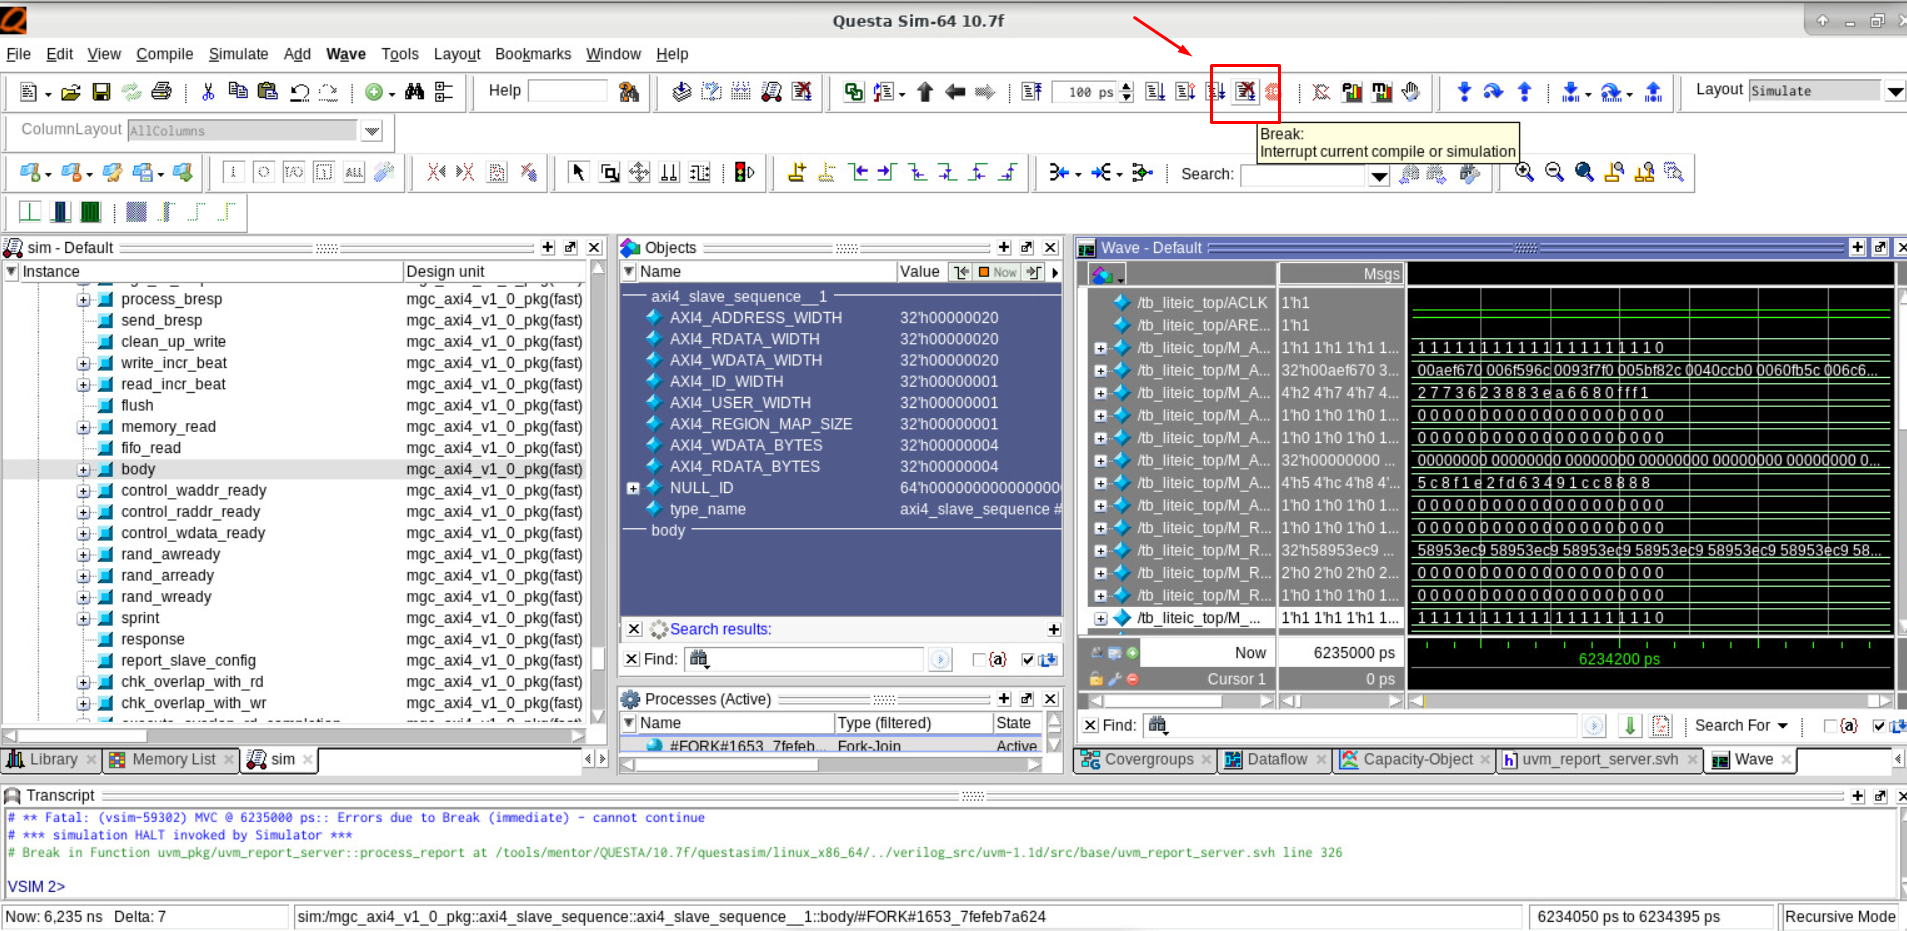 Questa Sim-64 10.7f
File Edit View Compile Simulate Add Wave Tools Layout Bookmarks Window Help
Help
100 ps
Layout Simulate
ColumnLayout AllColumns
Break:
Interrupt current compile or simulation
Search:
sim - Default
Instance Design unit
process_bresp mgc_axi4_v1_0_pkg(fast)
send_bresp mgc_axi4_v1_0_pkg(fast)
clean_up_write mgc_axi4_v1_0_pkg(fast)
write_incr_beat mgc_axi4_v1_0_pkg(fast)
read_incr_beat mgc_axi4_v1_0_pkg(fast)
flush mgc_axi4_v1_0_pkg(fast)
memory_read mgc_axi4_v1_0_pkg(fast)
fifo_read mgc_axi4_v1_0_pkg(fast)
body mgc_axi4_v1_0_pkg(fast)
control_waddr_ready mgc_axi4_v1_0_pkg(fast)
control_raddr_ready mgc_axi4_v1_0_pkg(fast)
control_wdata_ready mgc_axi4_v1_0_pkg(fast)
rand_awready mgc_axi4_v1_0_pkg(fast)
rand_arready mgc_axi4_v1_0_pkg(fast)
rand_wready mgc_axi4_v1_0_pkg(fast)
sprint mgc_axi4_v1_0_pkg(fast)
response mgc_axi4_v1_0_pkg(fast)
report_slave_config mgc_axi4_v1_0_pkg(fast)
chk_overlap_with_rd mgc_axi4_v1_0_pkg(fast)
chk_overlap_with_wr mgc_axi4_v1_0_pkg(fast)
Library Memory List sim
Objects
Name Value Now
axi4_slave_sequence__1
AXI4_ADDRESS_WIDTH 32'h00000020
AXI4_RDATA_WIDTH 32'h00000020
AXI4_WDATA_WIDTH 32'h00000020
AXI4_ID_WIDTH 32'h00000001
AXI4_USER_WIDTH 32'h00000001
AXI4_REGION_MAP_SIZE 32'h00000001
AXI4_WDATA_BYTES 32'h00000004
AXI4_RDATA_BYTES 32'h00000004
NULL_ID 64'h0000000000000000
type_name axi4_slave_sequence #
body
Search results:
Find:
Processes (Active)
Name Type (filtered) State
#FORK#1653_7fefeb... Fork-Join Active
Wave - Default
Msgs
/tb_liteic_top/ACLK 1'h1
/tb_liteic_top/ARE... 1'h1
/tb_liteic_top/M_A... 1'h1 1'h1 1'h1 1... 1 1 1 1 1 1 1 1 1 1 1 1 1 1 1 1 1 1 1 0
/tb_liteic_top/M_A... 32'h00aef670 3... 00aef670 006f596c 0093f7f0 005bf82c 0040ccb0 0060fb5c 006c6...
/tb_liteic_top/M_A... 4'h2 4'h7 4'h7 4... 2 7 7 3 6 2 3 8 8 3 e a 6 6 8 0 f f f 1
/tb_liteic_top/M_A... 1'h0 1'h0 1'h0 1... 0 0 0 0 0 0 0 0 0 0 0 0 0 0 0 0 0 0 0 0
/tb_liteic_top/M_A... 1'h0 1'h0 1'h0 1... 0 0 0 0 0 0 0 0 0 0 0 0 0 0 0 0 0 0 0 0
/tb_liteic_top/M_A... 32'h00000000 ... 00000000 00000000 00000000 00000000 00000000 00000000 0...
/tb_liteic_top/M_A... 4'h5 4'hc 4'h8 4'... 5 c 8 f 1 e 2 f d 6 3 4 9 1 c c 8 8 8 8
/tb_liteic_top/M_A... 1'h0 1'h0 1'h0 1... 0 0 0 0 0 0 0 0 0 0 0 0 0 0 0 0 0 0 0 0
/tb_liteic_top/M_R... 1'h0 1'h0 1'h0 1... 0 0 0 0 0 0 0 0 0 0 0 0 0 0 0 0 0 0 0 0
/tb_liteic_top/M_R... 32'h58953ec9 ... 58953ec9 58953ec9 58953ec9 58953ec9 58953ec9 58953ec9 58...
/tb_liteic_top/M_R... 2'h0 2'h0 2'h0 2... 0 0 0 0 0 0 0 0 0 0 0 0 0 0 0 0 0 0 0 0
/tb_liteic_top/M_R... 1'h0 1'h0 1'h0 1... 0 0 0 0 0 0 0 0 0 0 0 0 0 0 0 0 0 0 0 0
/tb_liteic_top/M_... 1'h1 1'h1 1'h1 1... 1 1 1 1 1 1 1 1 1 1 1 1 1 1 1 1 1 1 1 0
Now 6235000 ps 6234200 ps
Cursor 1 0 ps
Find: Search For
Covergroups Dataflow Capacity-Object uvm_report_server.svh Wave
Transcript
# ** Fatal: (vsim-59302) MVC @ 6235000 ps:: Errors due to Break (immediate) - cannot continue
# *** simulation HALT invoked by Simulator ***
# Break in Function uvm_pkg/uvm_report_server::process_report at /tools/mentor/QUESTA/10.7f/questasim/linux_x86_64/../verilog_src/uvm-1.1d/src/base/uvm_report_server.svh line 326
VSIM 2>
Now: 6,235 ns Delta: 7
sim:/mgc_axi4_v1_0_pkg::axi4_slave_sequence::axi4_slave_sequence__1::body/#FORK#1653_7fefeb7a624
6234050 ps to 6234395 ps
Recursive Mode